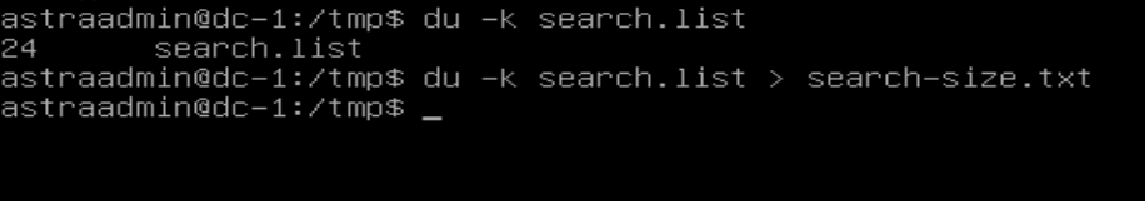 astraadmin@dc-1:/tmp$ du -k search.list
24      search.list
astraadmin@dc-1:/tmp$ du -k search.list > search-size.txt
astraadmin@dc-1:/tmp$ _